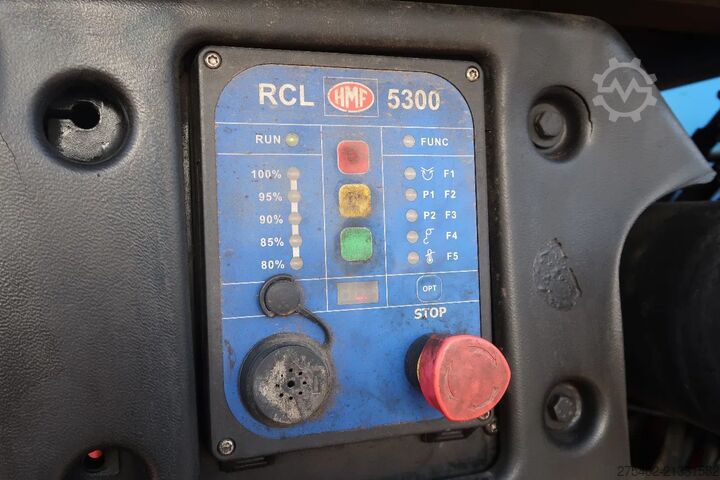 RCL HMF 5300
RUN FUNC
100% F1
95% P1 F2
90% P2 F3
85% F4
80% F5
OPT
STOP